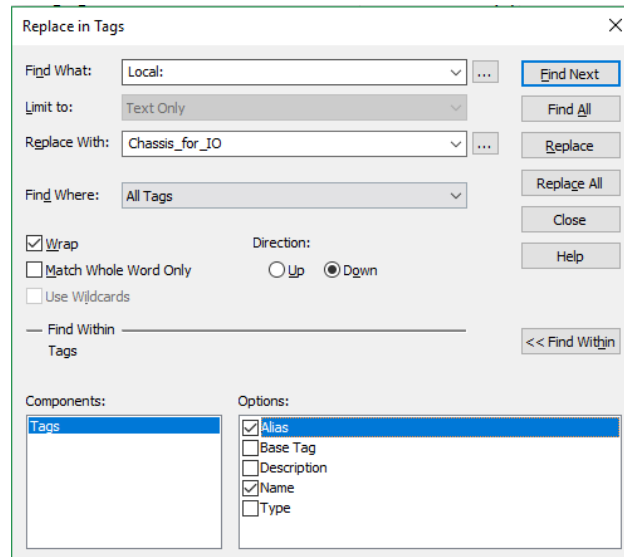 Replace in Tags
Find What:
Local:
...
Find Next
Limit to:
Text Only
Find All
Replace With:
Chassis_for_IO
...
Replace
Find Where:
All Tags
Replace All
Close
Wrap
Direction:
Match Whole Word Only
Up
Down
Help
Use Wildcards
Find Within
Tags
<< Find Within
Components:
Options:
Tags
Alias
Base Tag
Description
Name
Type